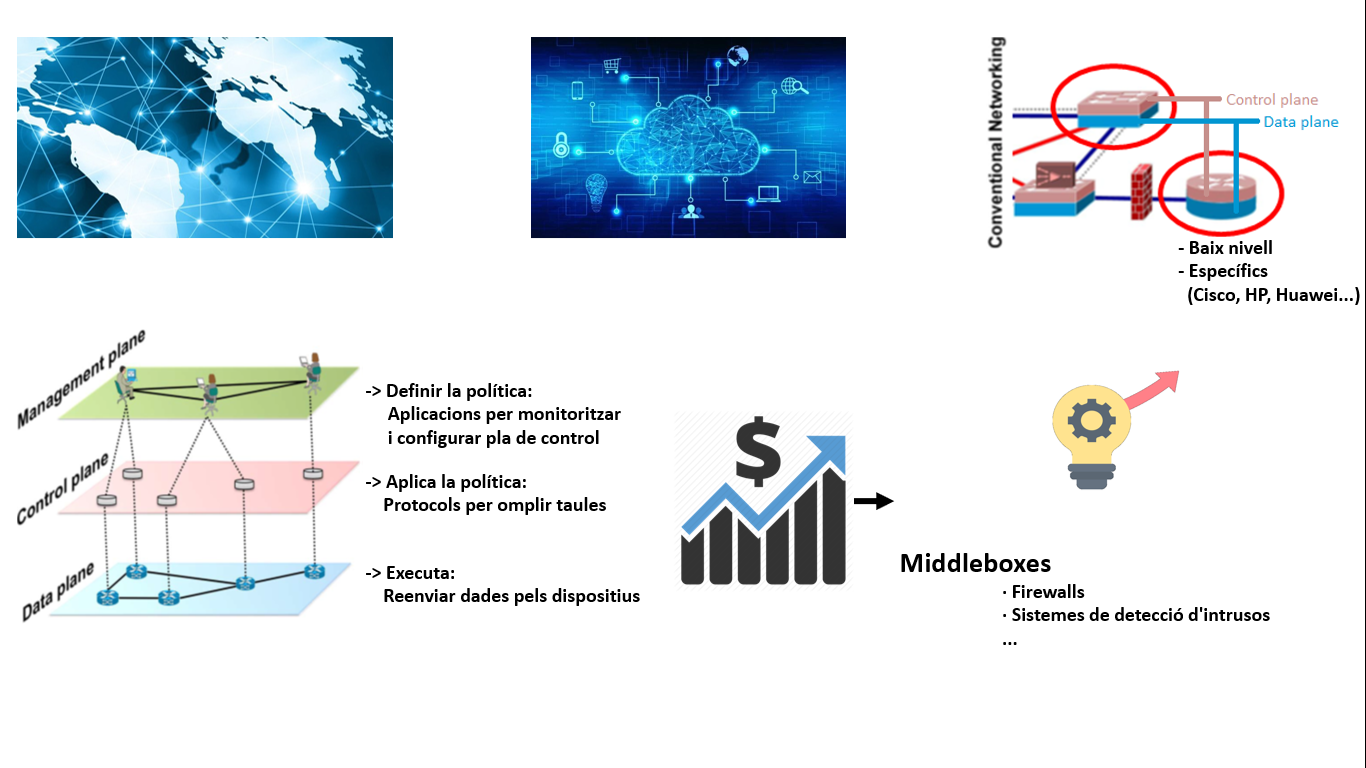 Conventional Networking
Control plane
Data plane
- Baix nivell
- Específics
(Cisco, HP, Huawei...)
Management plane
-> Definir la política:
Aplicacions per monitoritzar
i configurar pla de control
Control plane
-> Aplica la política:
Protocols per omplir taules
Data plane
-> Executa:
Reenviar dades pels dispositius
$
Middleboxes
· Firewalls
· Sistemes de detecció d'intrusos
...